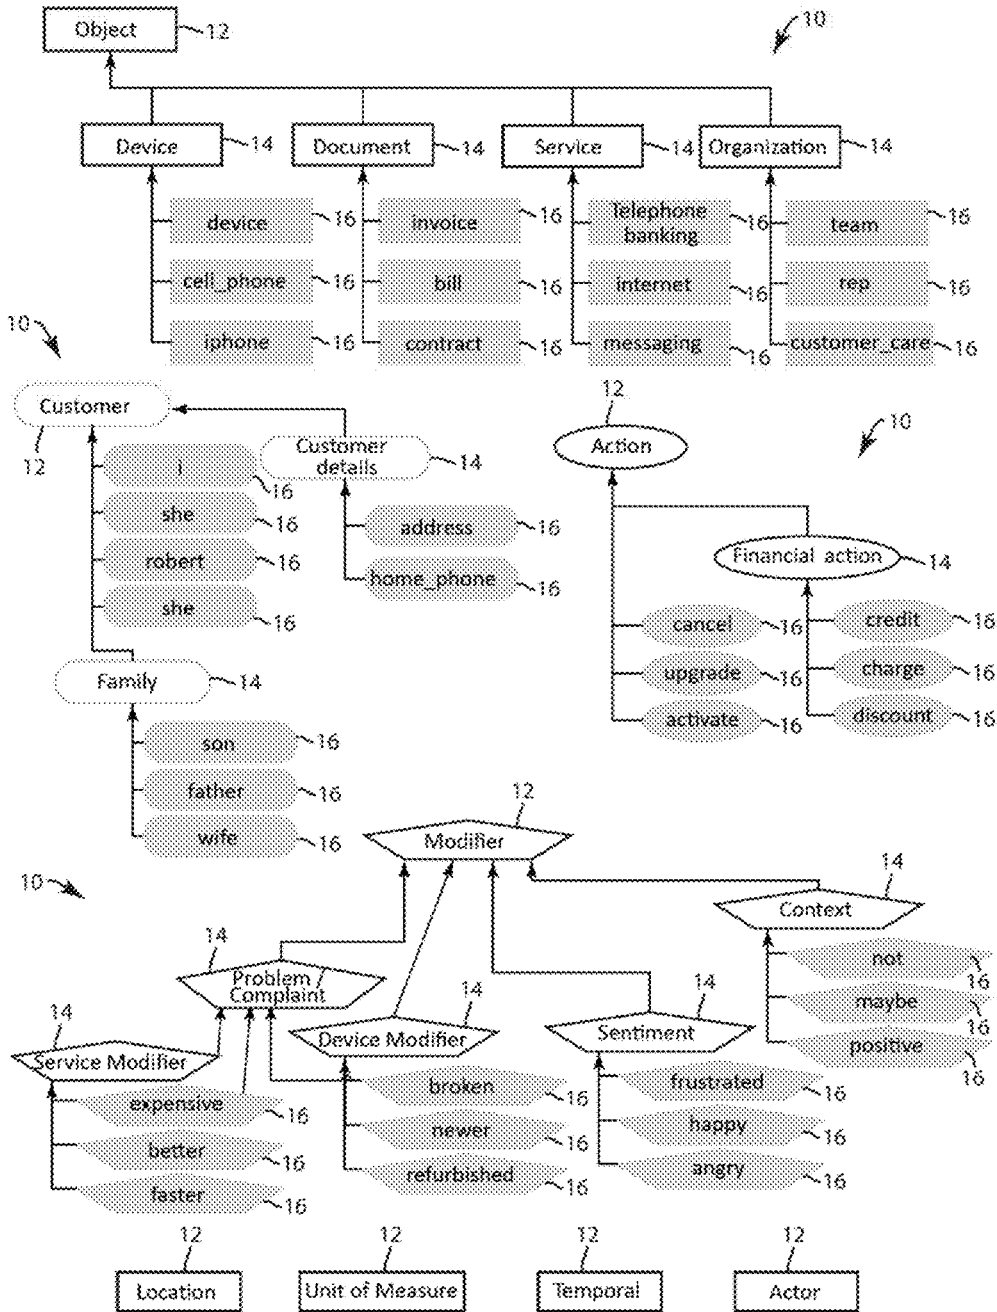 Object
12
10
Device
14
Document
14
Service
14
Organization
14
device
16
invoice
16
Telephone
banking
16
team
16
cell_phone
16
bill
16
internet
16
rep
16
iphone
16
contract
16
messaging
16
customer_care
16
10
Customer
12
Customer
details
14
i
16
she
16
robert
16
she
16
address
16
home_phone
16
Family
14
son
16
father
16
wife
16
12
Action
10
Financial action
14
cancel
16
upgrade
16
activate
16
credit
16
charge
16
discount
16
10
12
Modifier
14
Context
not
16
maybe
16
positive
16
14
Problem /
Complaint
14
Service Modifier
expensive
16
better
16
faster
16
14
Device Modifier
broken
16
newer
16
refurbished
16
14
Sentiment
frustrated
16
happy
16
angry
16
12
Location
12
Unit of Measure
12
Temporal
12
Actor